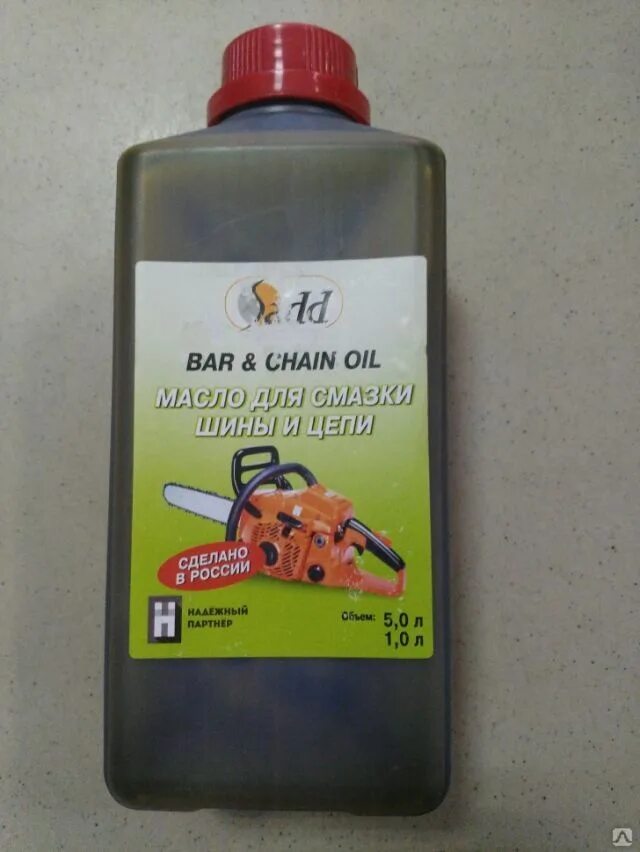 Sadd
BAR & CHAIN OIL
МАСЛО ДЛЯ СМАЗКИ
ШИНЫ И ЦЕПИ
СДЕЛАНО
В РОССИИ
Н
НАДЕЖНЫЙ
ПАРТНЕР
Объем: 5,0 л
1,0 л